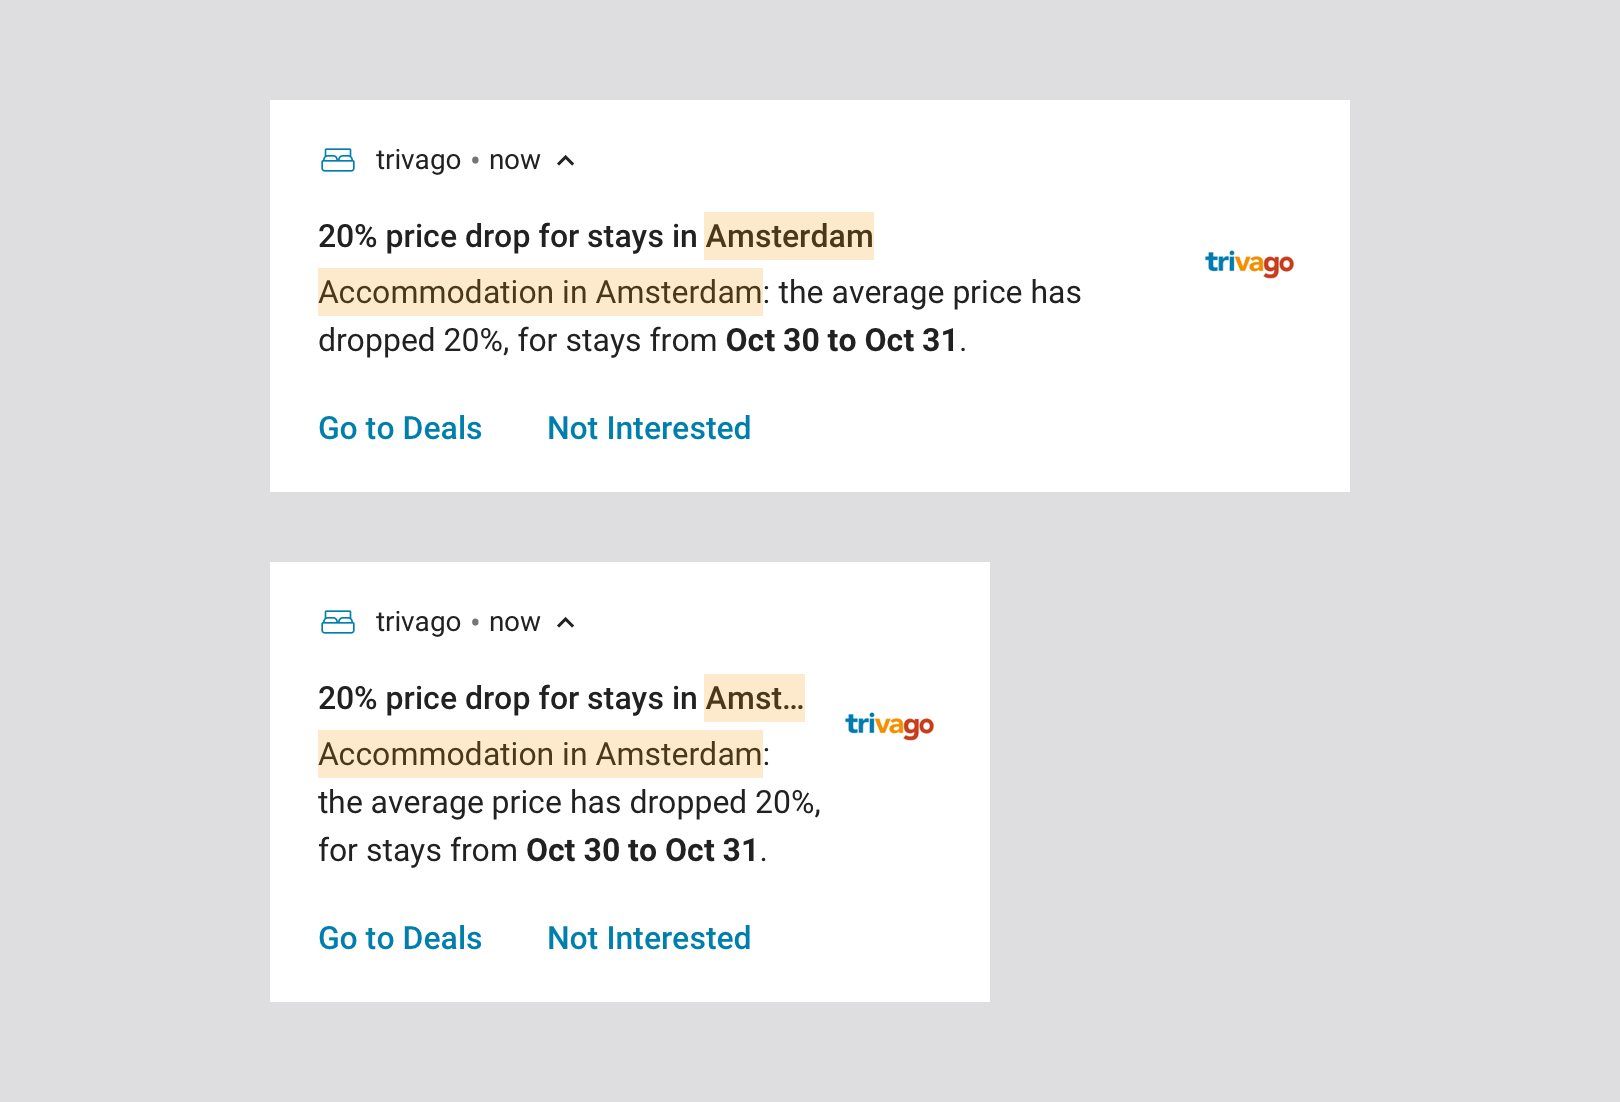 trivago • now
20% price drop for stays in Amsterdam
trivago
Accommodation in Amsterdam: the average price has
dropped 20%, for stays from Oct 30 to Oct 31.
Go to Deals Not Interested
trivago • now
20% price drop for stays in Amst...
trivago
Accommodation in Amsterdam:
the average price has dropped 20%,
for stays from Oct 30 to Oct 31.
Go to Deals Not Interested